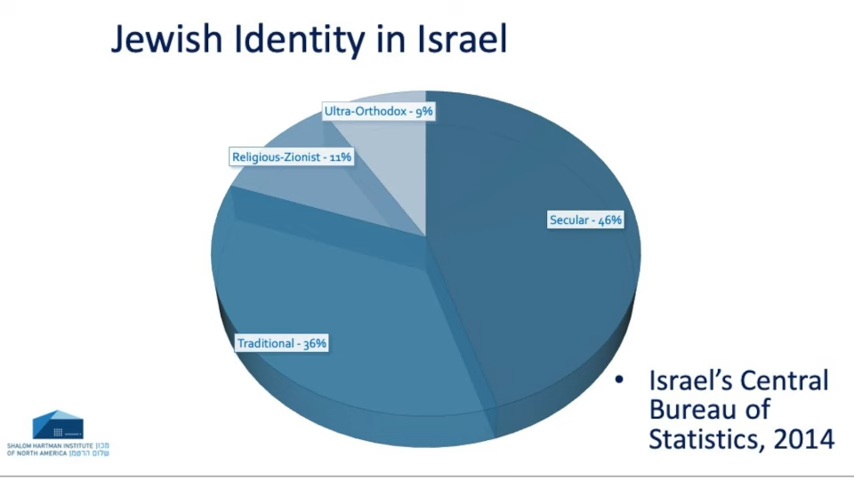 Jewish Identity in Israel
Ultra-Orthodox - 9%
Religious-Zionist - 11%
Secular - 46%
Traditional - 36%
• Israel's Central
Bureau of
Statistics, 2014
SHALOM HARTMAN INSTITUTE מכון
OF NORTH AMERICA שלום הרטמן